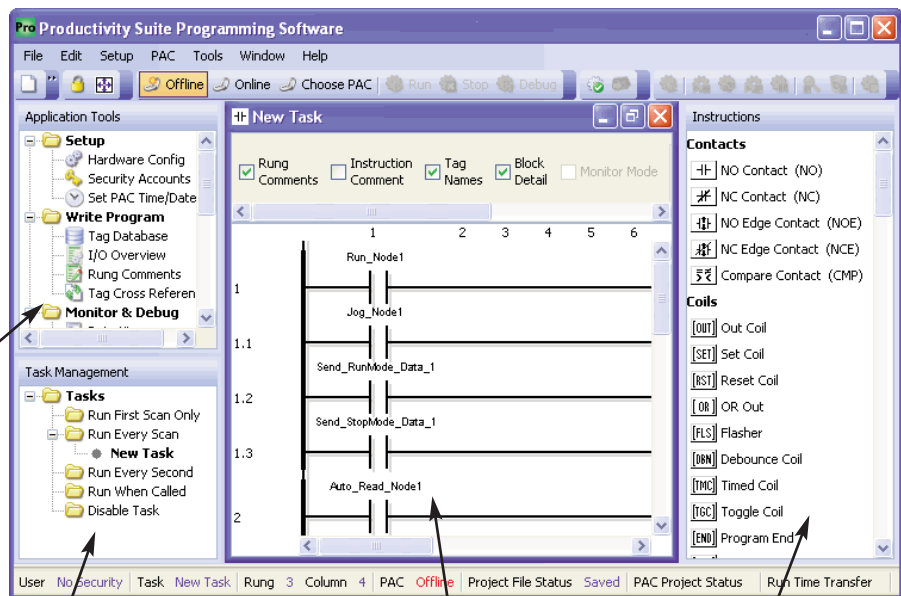 Pro Productivity Suite Programming Software
File Edit Setup PAC Tools Window Help
Offline Online Choose PAC Run Stop Debug
Application Tools
Setup
Hardware Config
Security Accounts
Set PAC Time/Date
Write Program
Tag Database
I/O Overview
Rung Comments
Tag Cross Referen
Monitor & Debug
Task Management
Tasks
Run First Scan Only
Run Every Scan
New Task
Run Every Second
Run When Called
Disable Task
New Task
Rung Comments
Instruction Comment
Tag Names
Block Detail
Monitor Mode
1 2 3 4 5 6
Run_Node1
1
Jog_Node1
1.1
Send_RunMode_Data_1
1.2
Send_StopMode_Data_1
1.3
Auto_Read_Node1
2
Instructions
Contacts
NO Contact (NO)
NC Contact (NC)
NO Edge Contact (NOE)
NC Edge Contact (NCE)
Compare Contact (CMP)
Coils
[OUT] Out Coil
[SET] Set Coil
[RST] Reset Coil
[OR] OR Out
[FLS] Flasher
[DBN] Debounce Coil
[TMC] Timed Coil
[TGC] Toggle Coil
[END] Program End
User No Security Task New Task Rung 3 Column 4 PAC Offline Project File Status Saved PAC Project Status Run Time Transfer